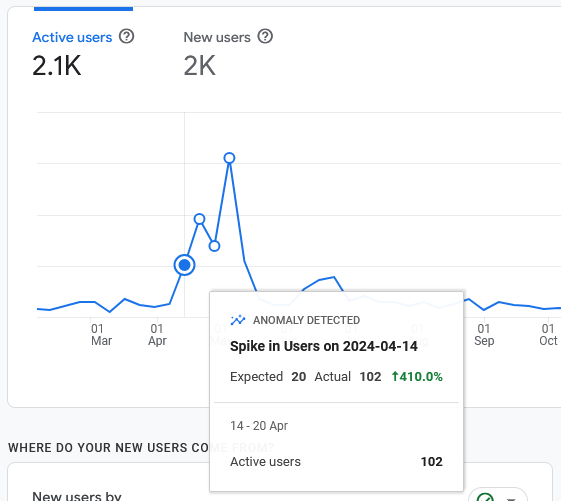 Active users New users
2.1K 2K
01 01 01 01
Mar Apr Sep Oct
ANOMALY DETECTED
Spike in Users on 2024-04-14
Expected 20 Actual 102 ↑410.0%
14 - 20 Apr
Active users 102
WHERE DO YOUR NEW USERS COME FROM?
New users by